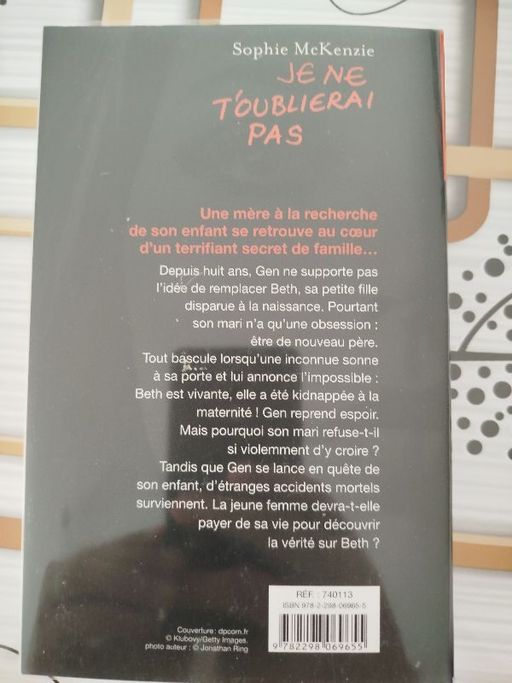 Sophie McKenzie
JE NE
T'OUBLIERAI
PAS
Une mère à la recherche
de son enfant se retrouve au cœur
d'un terrifiant secret de famille...
Depuis huit ans, Gen ne supporte pas
l'idée de remplacer Beth, sa petite fille
disparue à la naissance. Pourtant
son mari n'a qu'une obsession :
être de nouveau père.
Tout bascule lorsqu'une inconnue sonne
à sa porte et lui annonce l'impossible :
Beth est vivante, elle a été kidnappée à la
maternité ! Gen reprend espoir.
Mais pourquoi son mari refuse-t-il
si violemment d'y croire ?
Tandis que Gen se lance en quête de
son enfant, d'étranges accidents mortels
surviennent. La jeune femme devra-t-elle
payer de sa vie pour découvrir
la vérité sur Beth ?
RÉF. : 740113
ISBN 978-2-298-06965-5
9 782298 069655
Couverture : dpcom.fr
© Klubovy/Getty Images.
photo auteur : © Jonathan Ring